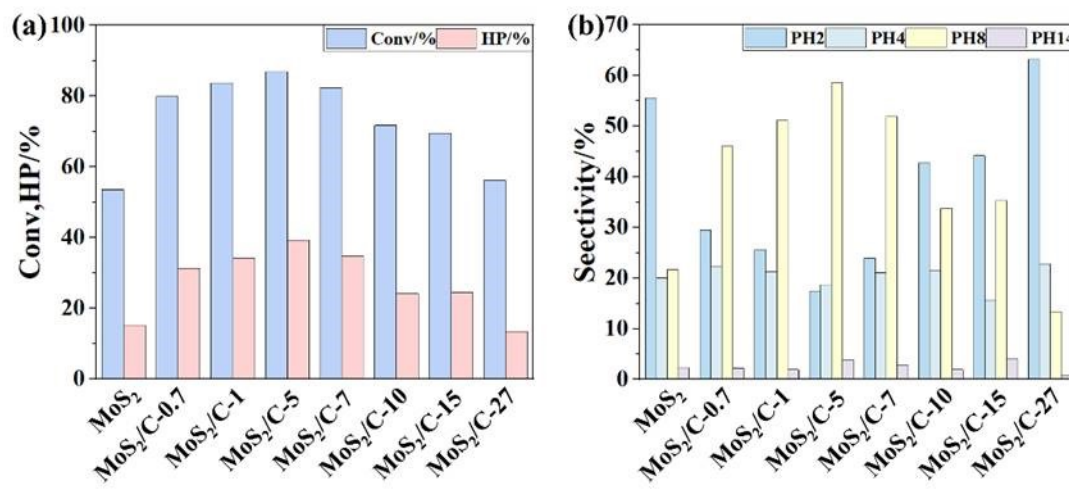 (a)
Conv/% HP/%
Conv,HP/%
100
80
60
40
20
0
MoS₂
MoS₂/C-0.7
MoS₂/C-1
MoS₂/C-5
MoS₂/C-7
MoS₂/C-10
MoS₂/C-15
MoS₂/C-27
(b)
PH2 PH4 PH8 PH14
Seectivity/%
70
60
50
40
30
20
10
0
MoS₂
MoS₂/C-0.7
MoS₂/C-1
MoS₂/C-5
MoS₂/C-7
MoS₂/C-10
MoS₂/C-15
MoS₂/C-27